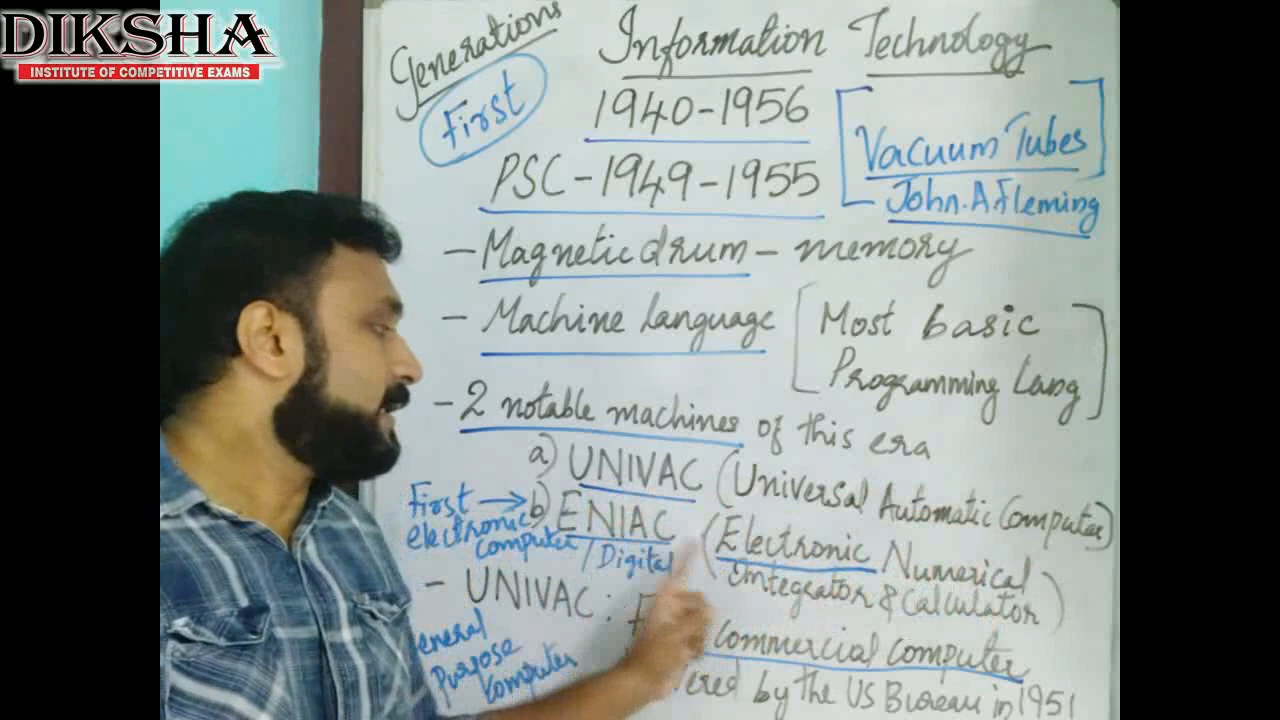 DIKSHA
INSTITUTE OF COMPETITIVE EXAMS
Generations
First
Information Technology
1940-1956
PSC-1949-1955
Vacuum Tubes
John.A.Fleming
- Magnetic drum - memory
- Machine language [Most basic
Programming Lang]
- 2 notable machines of this era
a) UNIVAC (Universal Automatic Computer)
First → b) ENIAC (Electronic Numerical
Integrator & Calculator)
electronic
computer / Digital
- UNIVAC : commercial computer
by the US Bureau in 1951
Purpose
Computer